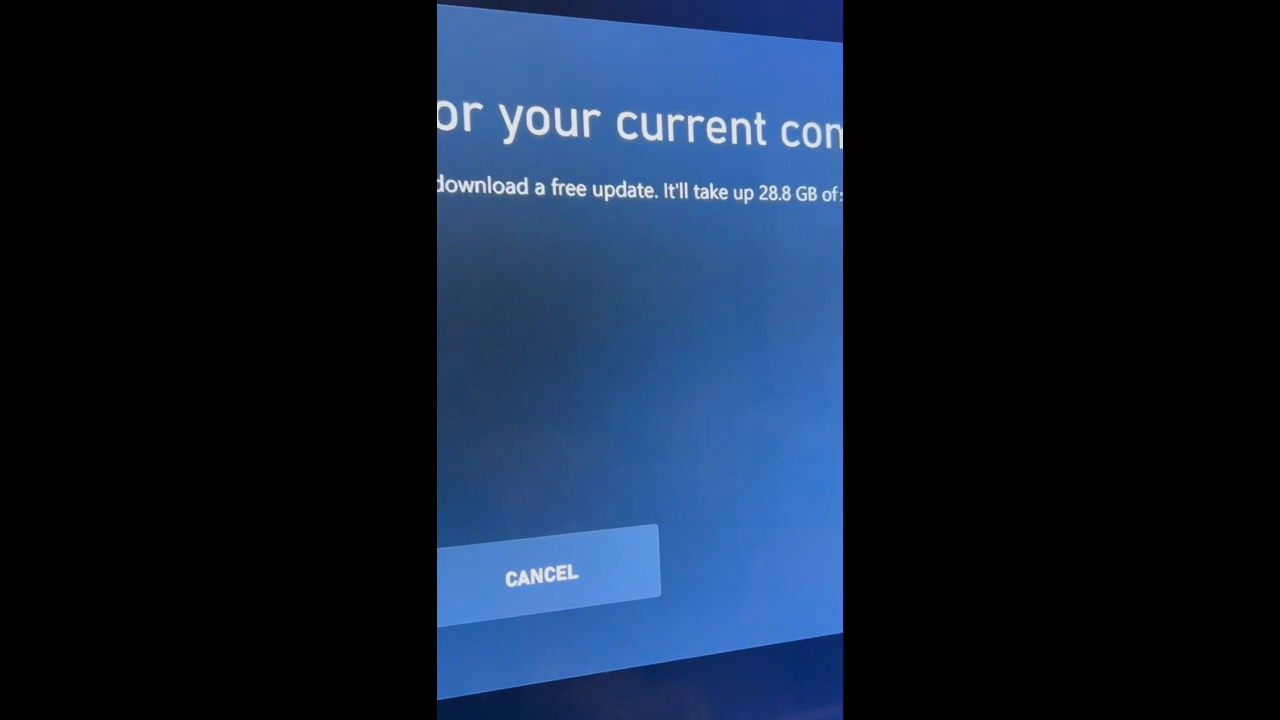 or your current con
download a free update. It'll take up 28.8 GB of
CANCEL